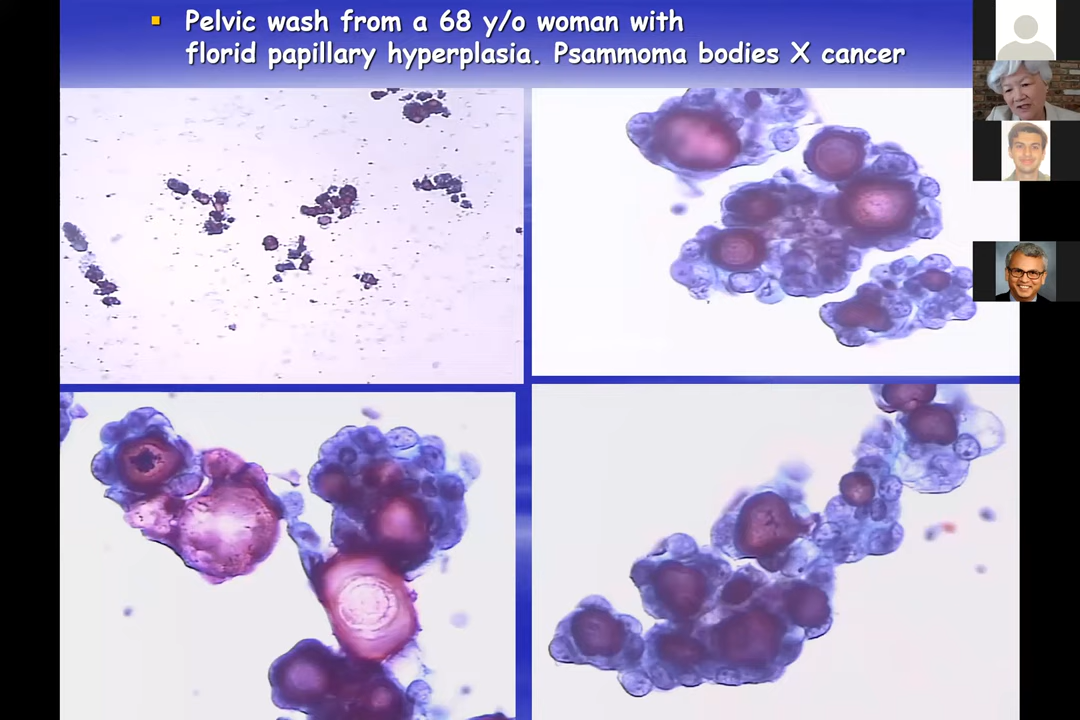 Pelvic wash from a 68 y/o woman with
florid papillary hyperplasia. Psammoma bodies X cancer